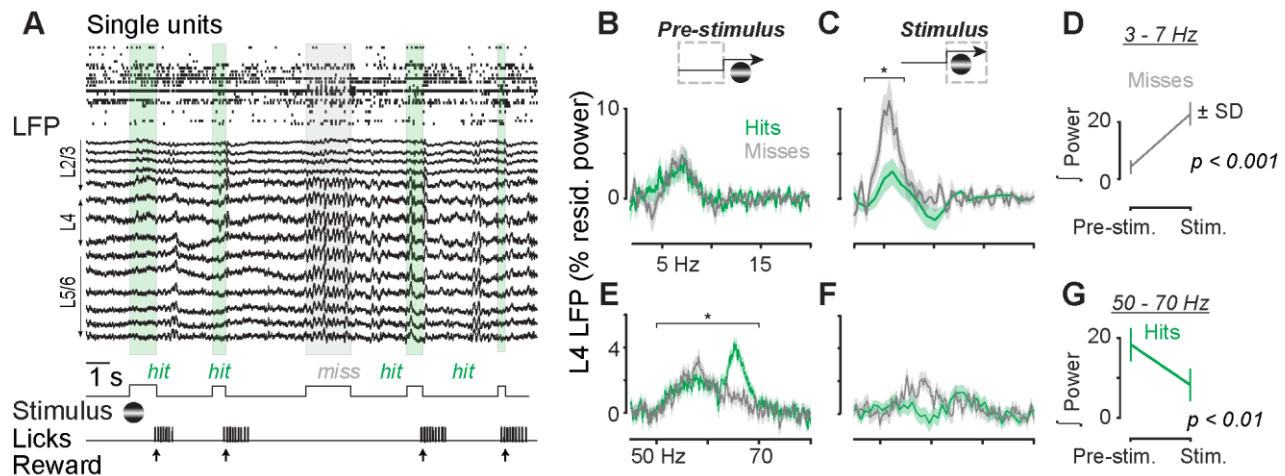 A
Single units
LFP
L2/3
L4
L5/6
1 s
hit
hit
miss
hit
hit
Stimulus
Licks
Reward
B
Pre-stimulus
C
Stimulus
*
L4 LFP (% resid. power)
10
0
Hits
Misses
5 Hz
15
D
3 - 7 Hz
Misses
± SD
∫ Power
20
0
p < 0.001
Pre-stim.
Stim.
E
*
4
2
0
50 Hz
70
F
G
50 - 70 Hz
Hits
∫ Power
20
0
p < 0.01
Pre-stim.
Stim.